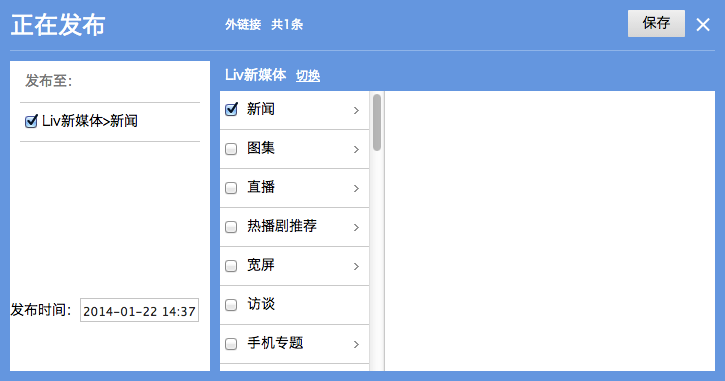 正在发布
外链接 共1条
保存
发布至：
Liv新媒体>新闻
发布时间：
2014-01-22 14:37
Liv新媒体 切换
新闻
图集
直播
热播剧推荐
宽屏
访谈
手机专题